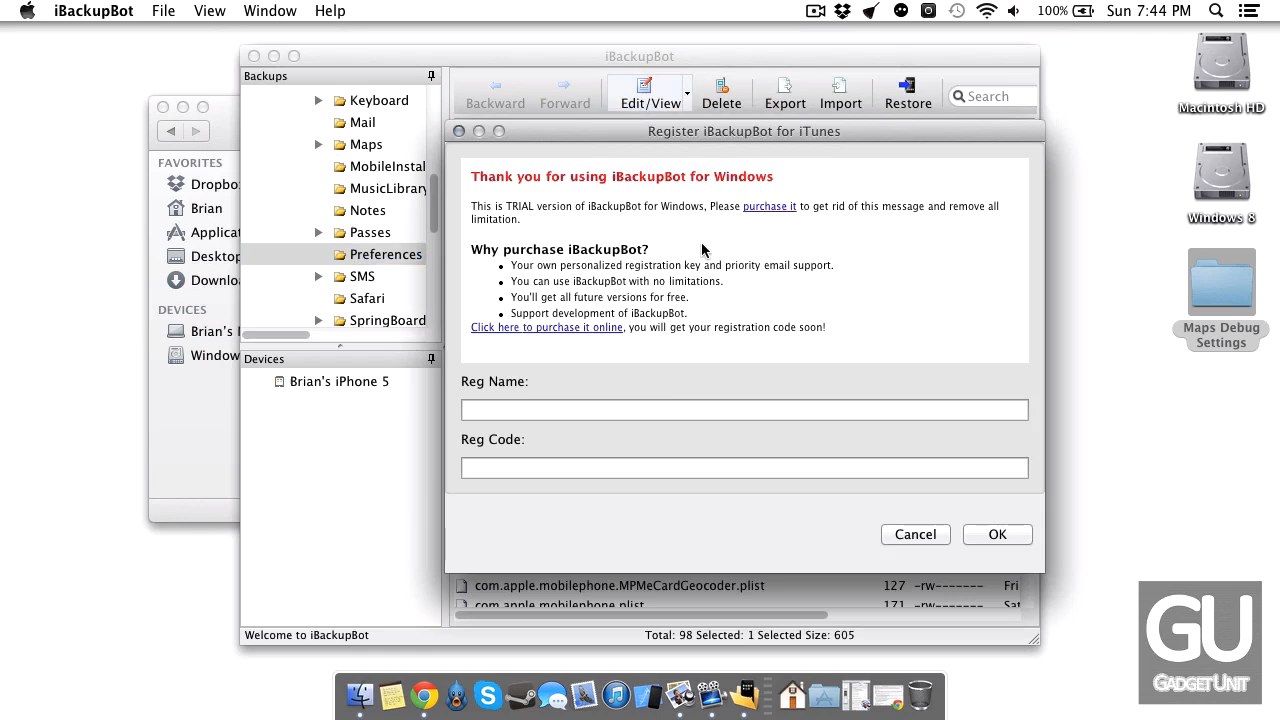 iBackupBot File View Window Help
100% Sun 7:44 PM
iBackupBot
Backups
Keyboard
Mail
Maps
MobileInstal
MusicLibrary
Notes
Passes
Preferences
SMS
Safari
SpringBoard
Backward Forward Edit/View Delete Export Import Restore Search
FAVORITES
Dropbo
Brian
Applica
Desktop
Downlo
DEVICES
Brian's
Window
Devices
Brian's iPhone 5
Register iBackupBot for iTunes
Thank you for using iBackupBot for Windows
This is TRIAL version of iBackupBot for Windows, Please purchase it to get rid of this message and remove all
limitation.
Why purchase iBackupBot?
Your own personalized registration key and priority email support.
You can use iBackupBot with no limitations.
You'll get all future versions for free.
Support development of iBackupBot.
Click here to purchase it online, you will get your registration code soon!
Reg Name:
Reg Code:
Cancel OK
com.apple.mobilephone.MPMeCardGeocoder.plist 127 -rw------- Fri
com.apple.mobilephone.plist 171 -rw------- Sat
Welcome to iBackupBot Total: 98 Selected: 1 Selected Size: 605
Macintosh HD
Windows 8
Maps Debug
Settings
GU
GADGETUNIT